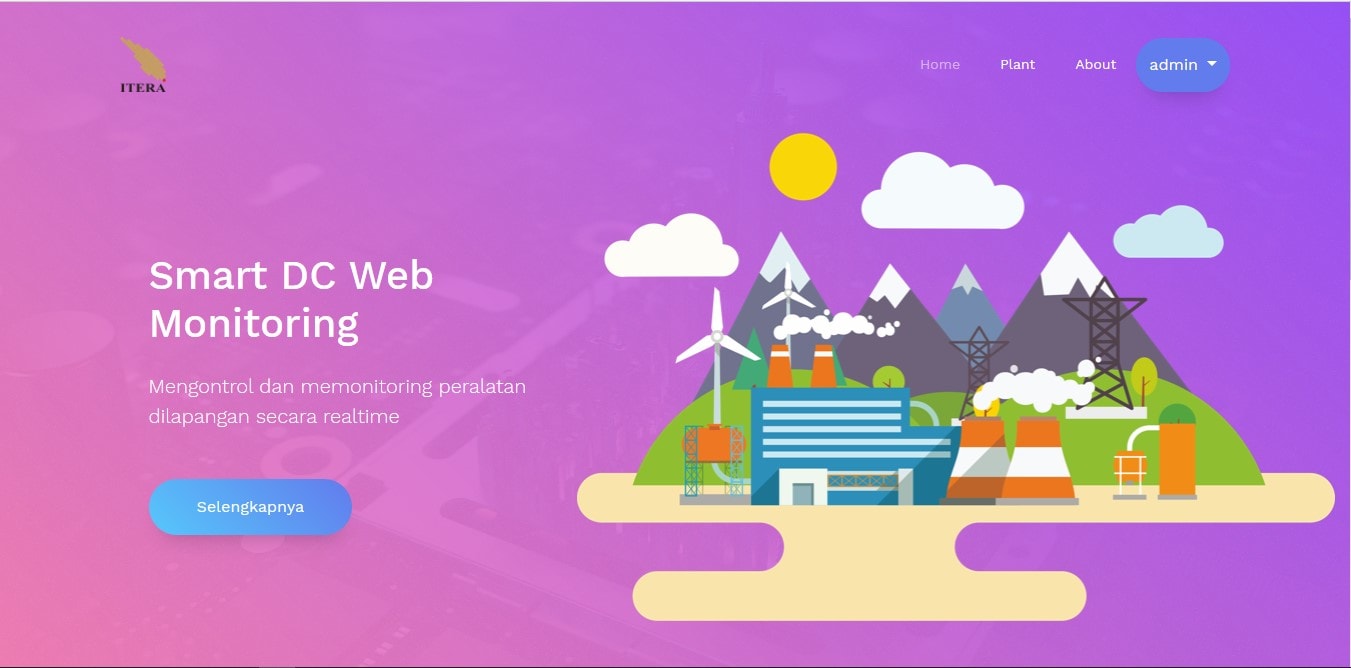 ITERA
Home
Plant
About
admin
Smart DC Web
Monitoring
Mengontrol dan memonitoring peralatan
dilapangan secara realtime
Selengkapnya